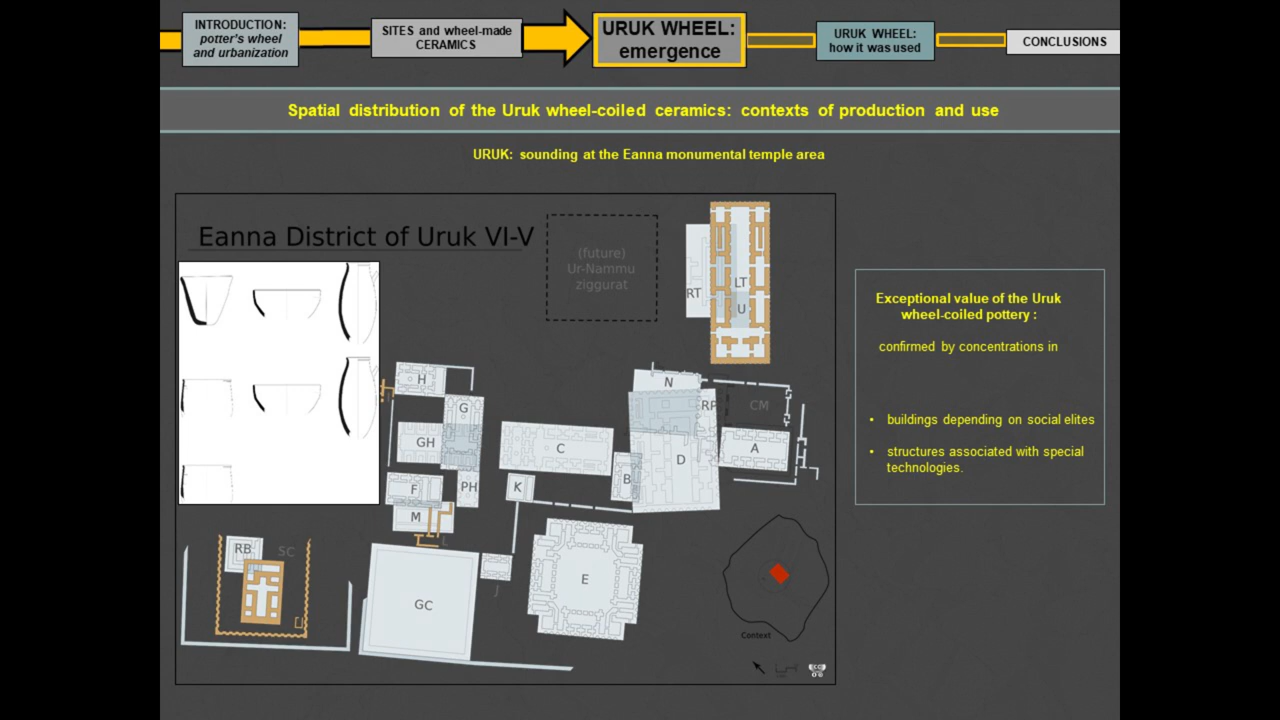 INTRODUCTION:
potter's wheel
and urbanization
SITES and wheel-made
CERAMICS
URUK WHEEL:
emergence
URUK WHEEL:
how it was used
CONCLUSIONS
Spatial distribution of the Uruk wheel-coiled ceramics: contexts of production and use
URUK: sounding at the Eanna monumental temple area
Eanna District of Uruk VI-V
(future)
Ur-Nammu
ziggurat
RT
LT
U
H
G
GH
F
PH
M
L
N
RP
CM
C
D
A
B
K
RB
SC
GC
J
E
Context
Exceptional value of the Uruk
wheel-coiled pottery :
confirmed by concentrations in
• buildings depending on social elites
• structures associated with special
technologies.